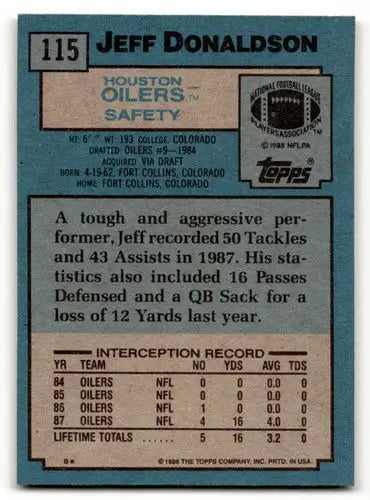 115 JEFF DONALDSON
HOUSTON
OILERS™
SAFETY
NATIONAL FOOTBALL LEAGUE
PLAYERS ASSOCIATION
© 1988 NFLPA
topps®
HT: 6' " WT: 193 COLLEGE: COLORADO
DRAFTED: OILERS #9-1984
ACQUIRED: VIA DRAFT
BORN: 4-19-62, FORT COLLINS, COLORADO
HOME: FORT COLLINS, COLORADO
A tough and aggressive per-
former, Jeff recorded 50 Tackles
and 43 Assists in 1987. His
statistics also included 16 Passes
Defensed and a QB Sack for a
loss of 12 Yards last year.
INTERCEPTION RECORD
YR TEAM NO YDS AVG TDS
84 OILERS NFL 0 0 0.0 0
85 OILERS NFL 0 0 0.0 0
86 OILERS NFL 1 0 0.0 0
87 OILERS NFL 4 16 4.0 0
LIFETIME TOTALS ...... 5 16 3.2 0
B* © 1988 THE TOPPS COMPANY, INC. PRTD. IN USA